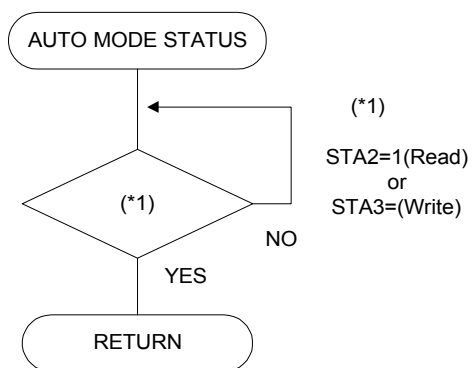 AUTO MODE STATUS
(*1)
STA2=1(Read)
or
STA3=(Write)
(*1)
NO
YES
RETURN